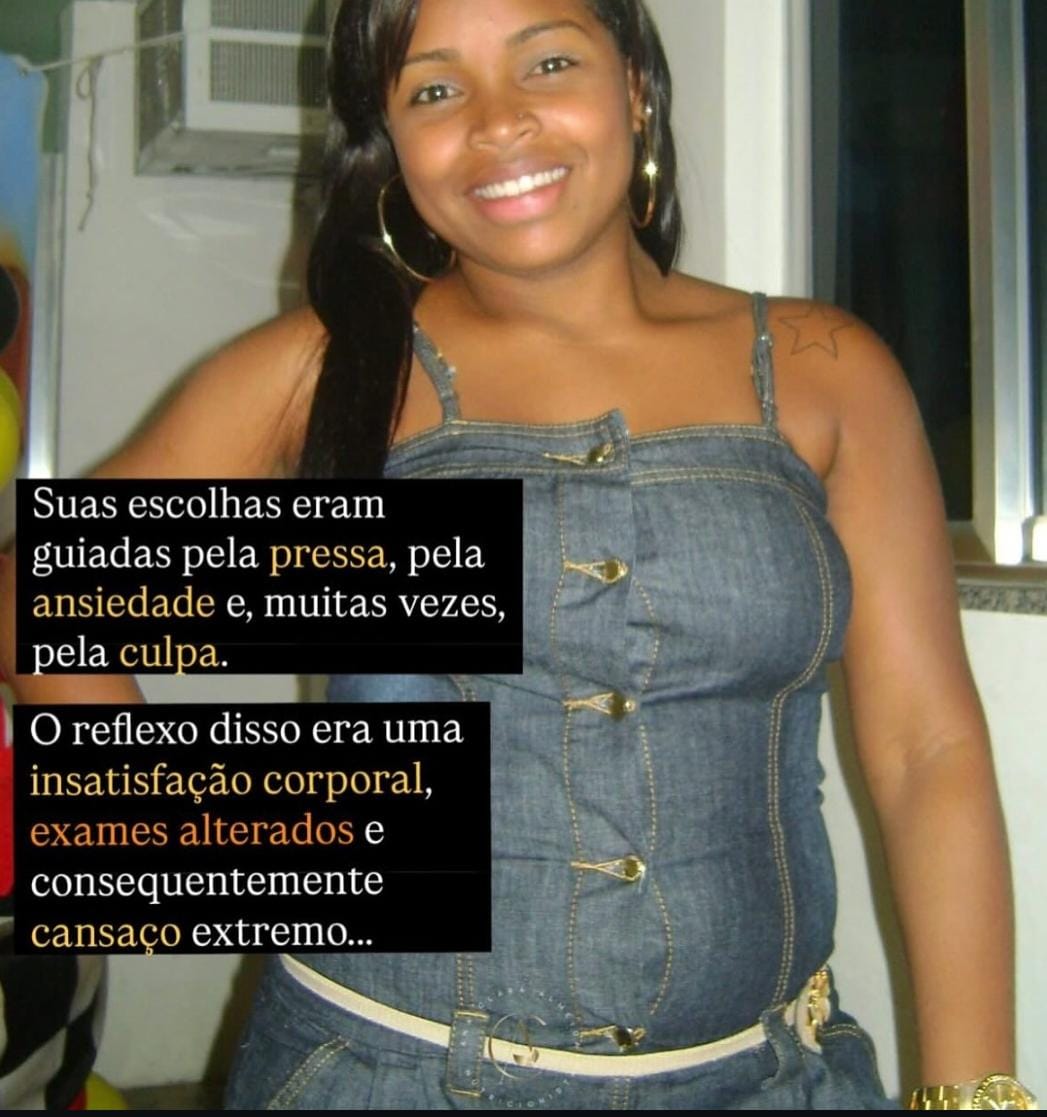 Suas escolhas eram
guiadas pela pressa, pela
ansiedade e, muitas vezes,
pela culpa.
O reflexo disso era uma
insatisfação corporal,
exames alterados e
consequentemente
cansaço extremo...